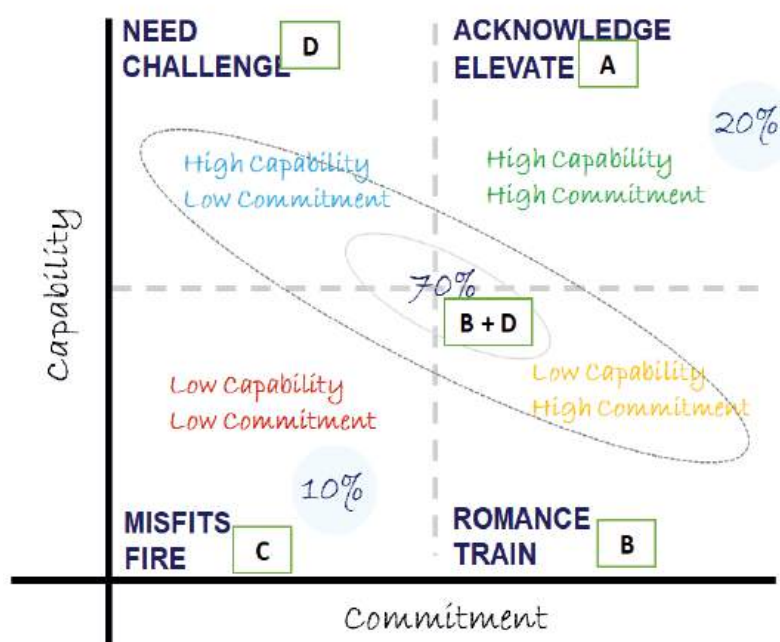 NEED
CHALLENGE
D
ACKNOWLEDGE
ELEVATE
A
20%
High Capability
Low Commitment
High Capability
High Commitment
Capability
70%
B + D
Low Capability
Low Commitment
Low Capability
High Commitment
10%
MISFITS
FIRE
C
ROMANCE
TRAIN
B
Commitment